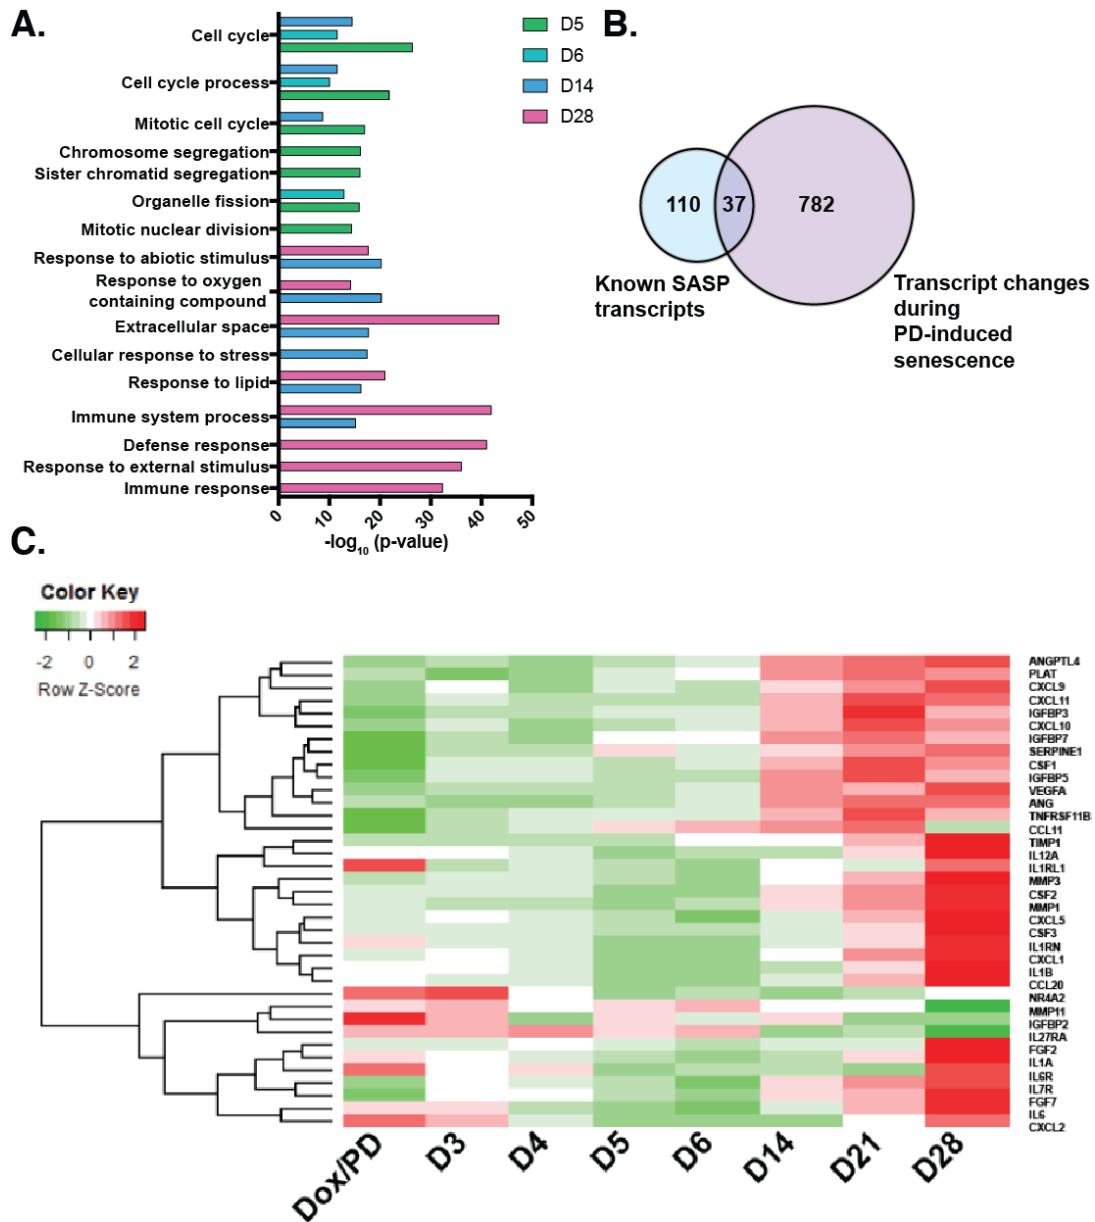 A.
Cell cycle
Cell cycle process
Mitotic cell cycle
Chromosome segregation
Sister chromatid segregation
Organelle fission
Mitotic nuclear division
Response to abiotic stimulus
Response to oxygen
containing compound
Extracellular space
Cellular response to stress
Response to lipid
Immune system process
Defense response
Response to external stimulus
Immune response
0 10 20 30 40 50
-log10 (p-value)
D5
D6
D14
D28
B.
110 37 782
Known SASP
transcripts
Transcript changes
during
PD-induced
senescence
C.
Color Key
-2 0 2
Row Z-Score
ANGPTL4
PLAT
CXCL9
CXCL11
IGFBP3
CXCL10
IGFBP7
SERPINE1
CSF1
IGFBP5
VEGFA
ANG
TNFRSF11B
CCL11
TIMP1
IL12A
IL1RL1
MMP3
CSF2
MMP1
CXCL5
CSF3
IL1RN
CXCL1
IL1B
CCL20
NR4A2
MMP11
IGFBP2
IL27RA
FGF2
IL1A
IL6R
IL7R
FGF7
IL6
CXCL2
Dox/PD D3 D4 D5 D6 D14 D21 D28